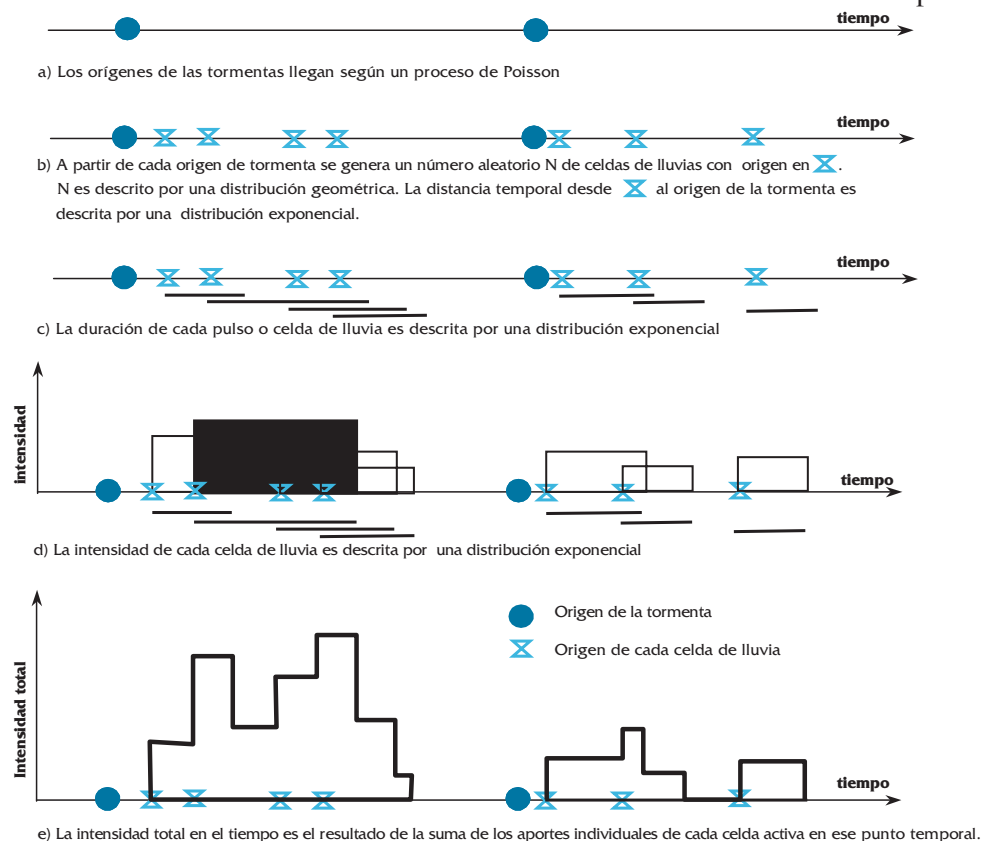 tiempo
a) Los orígenes de las tormentas llegan según un proceso de Poisson
tiempo
b) A partir de cada origen de tormenta se genera un número aleatorio N de celdas de lluvias con origen en .
N es descrito por una distribución geométrica. La distancia temporal desde al origen de la tormenta es
descrita por una distribución exponencial.
tiempo
c) La duración de cada pulso o celda de lluvia es descrita por una distribución exponencial
intensidad
tiempo
d) La intensidad de cada celda de lluvia es descrita por una distribución exponencial
Intensidad total
Origen de la tormenta
Origen de cada celda de lluvia
tiempo
e) La intensidad total en el tiempo es el resultado de la suma de los aportes individuales de cada celda activa en ese punto temporal.